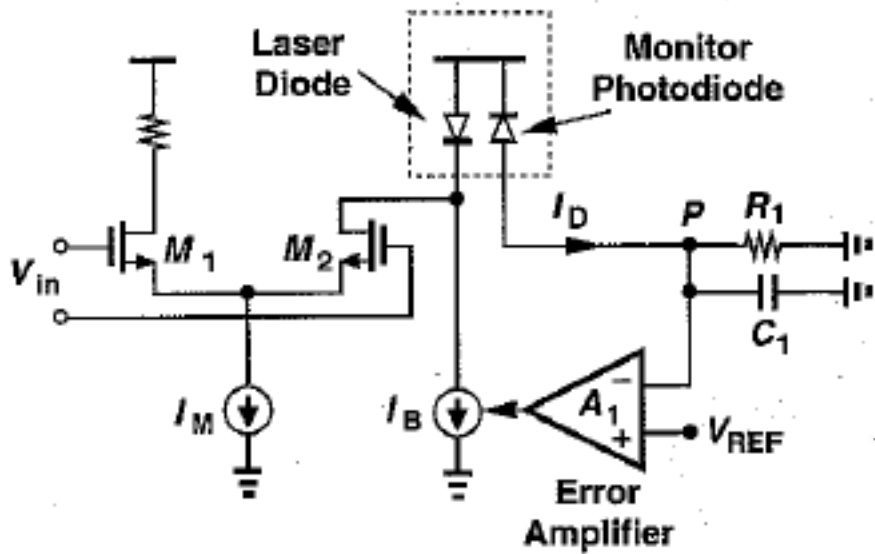 Laser
Diode
Monitor
Photodiode
I_D
P
R_1
V_in
M_1
M_2
C_1
I_M
I_B
A_1
−
+
V_REF
Error
Amplifier